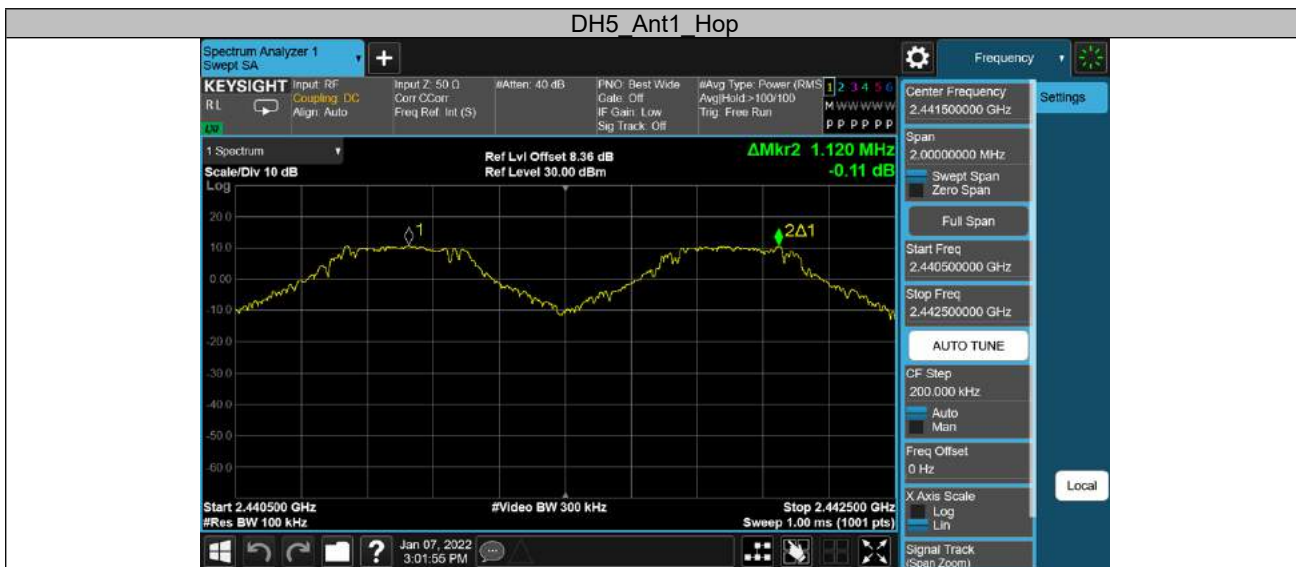 DH5_Ant1_Hop
Spectrum Analyzer 1
Swept SA
Frequency
KEYSIGHT
RL
Input: RF
Coupling: DC
Align: Auto
Input Z: 50 Ω
Corr CCorr
Freq Ref: Int (S)
#Atten: 40 dB
PNO: Best Wide
Gate: Off
IF Gain: Low
Sig Track: Off
#Avg Type: Power (RMS
Avg|Hold:>100/100
Trig: Free Run
1 2 3 4 5 6
M W W W W W
P P P P P P
1 Spectrum
Scale/Div 10 dB
Log
Ref Lvl Offset 8.36 dB
Ref Level 30.00 dBm
ΔMkr2 1.120 MHz
-0.11 dB
20.0
10.0
0.00
-10.0
-20.0
-30.0
-40.0
-50.0
-60.0
1
2Δ1
Start 2.440500 GHz
#Res BW 100 kHz
#Video BW 300 kHz
Stop 2.442500 GHz
Sweep 1.00 ms (1001 pts)
Jan 07, 2022
3:01:55 PM
Center Frequency
2.441500000 GHz
Settings
Span
2.00000000 MHz
Swept Span
Zero Span
Full Span
Start Freq
2.440500000 GHz
Stop Freq
2.442500000 GHz
AUTO TUNE
CF Step
200.000 kHz
Auto
Man
Freq Offset
0 Hz
X Axis Scale
Log
Lin
Local
Signal Track
(Span Zoom)